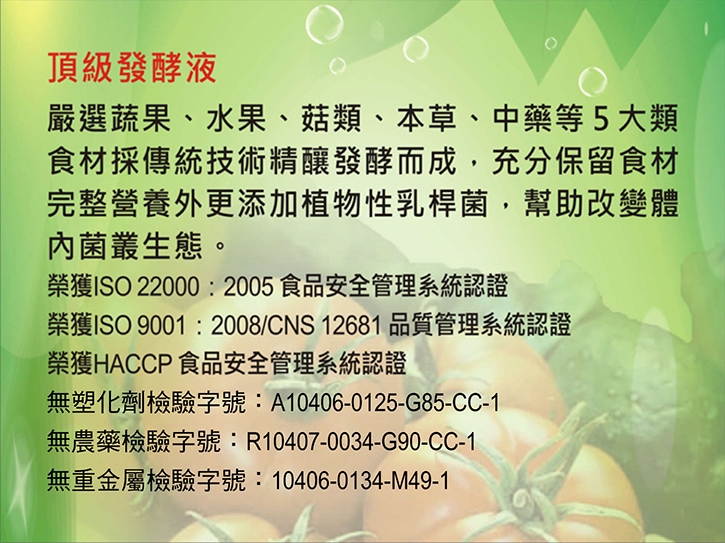 頂級發酵液
嚴選蔬果、水果、菇類、本草、中藥等5大類
食材採傳統技術精釀發酵而成，充分保留食材
完整營養外更添加植物性乳桿菌，幫助改變體
內菌叢生態。
榮獲ISO 22000：2005 食品安全管理系統認證
榮獲ISO 9001：2008/CNS 12681 品質管理系統認證
榮獲HACCP 食品安全管理系統認證
無塑化劑檢驗字號：A10406-0125-G85-CC-1
無農藥檢驗字號：R10407-0034-G90-CC-1
無重金屬檢驗字號：10406-0134-M49-1